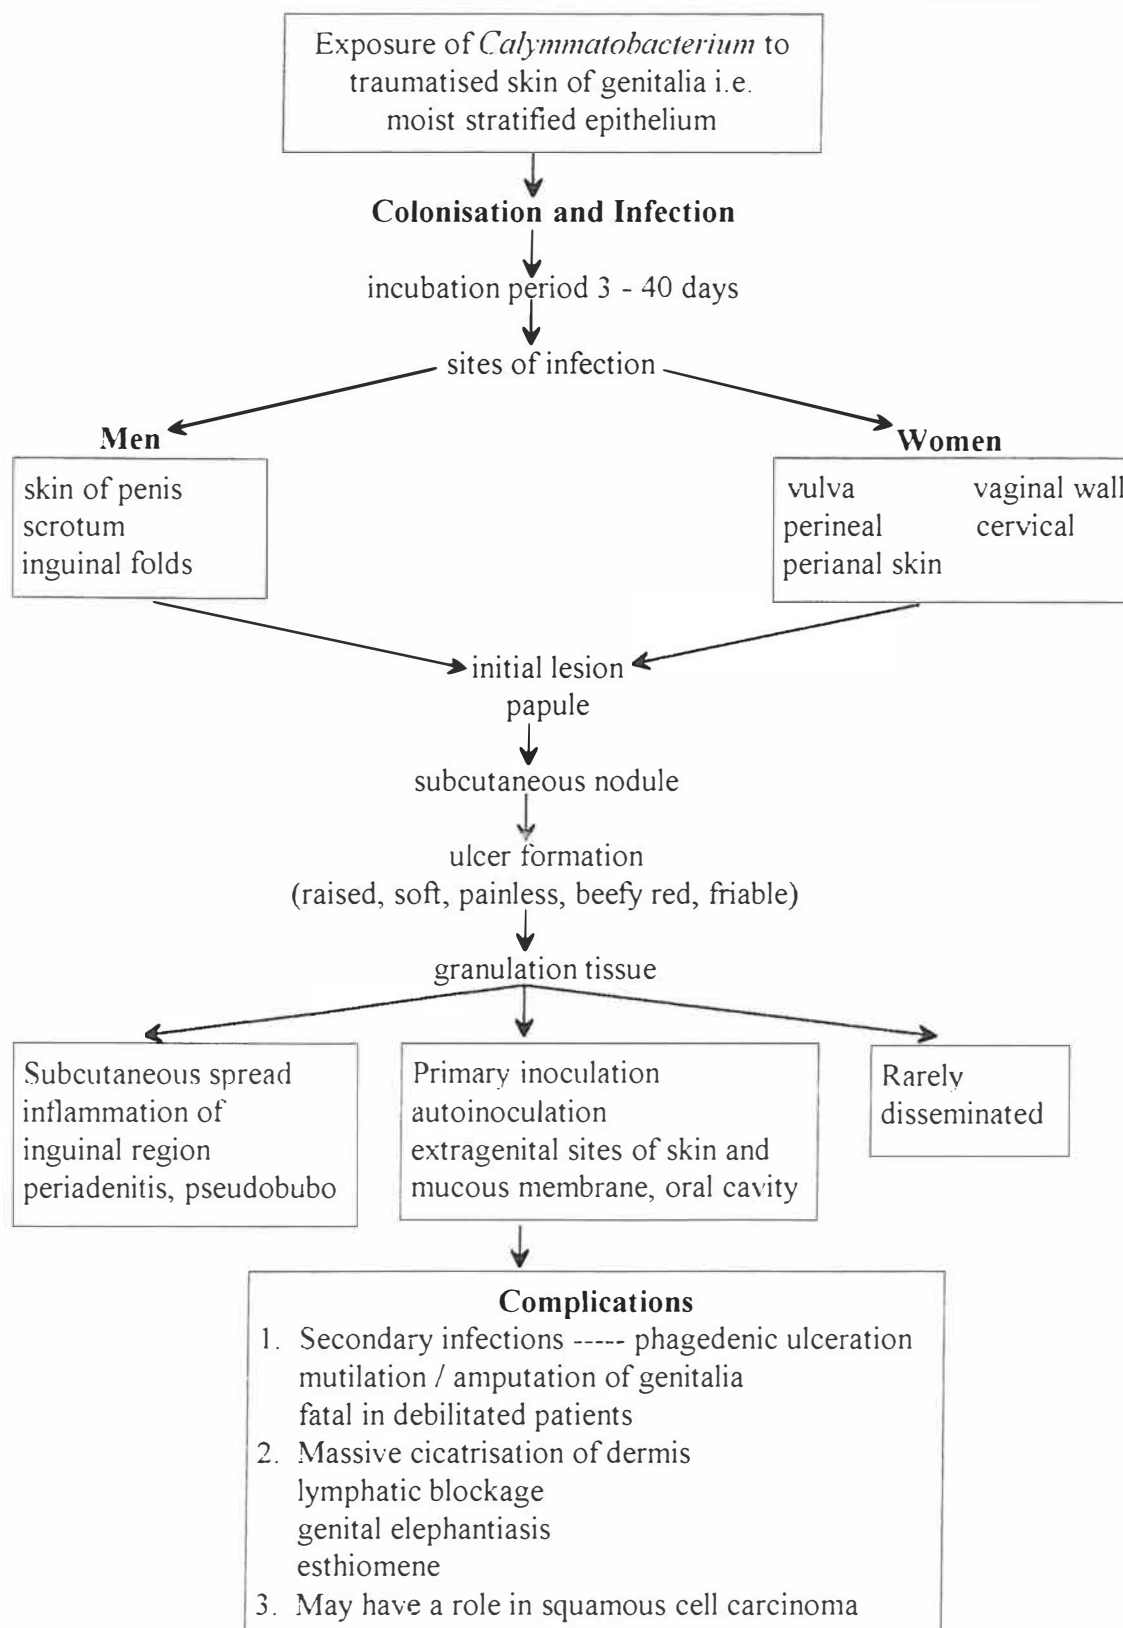 Exposure of Calymmatobacterium to
traumatised skin of genitalia i.e.
moist stratified epithelium
Colonisation and Infection
incubation period 3 - 40 days
sites of infection
Men
skin of penis
scrotum
inguinal folds
Women
vulva vaginal wall
perineal cervical
perianal skin
initial lesion
papule
subcutaneous nodule
ulcer formation
(raised, soft, painless, beefy red, friable)
granulation tissue
Subcutaneous spread
inflammation of
inguinal region
periadenitis, pseudobubo
Primary inoculation
autoinoculation
extragenital sites of skin and
mucous membrane, oral cavity
Rarely
disseminated
Complications
1. Secondary infections ----- phagedenic ulceration
mutilation / amputation of genitalia
fatal in debilitated patients
2. Massive cicatrisation of dermis
lymphatic blockage
genital elephantiasis
esthiomene
3. May have a role in squamous cell carcinoma